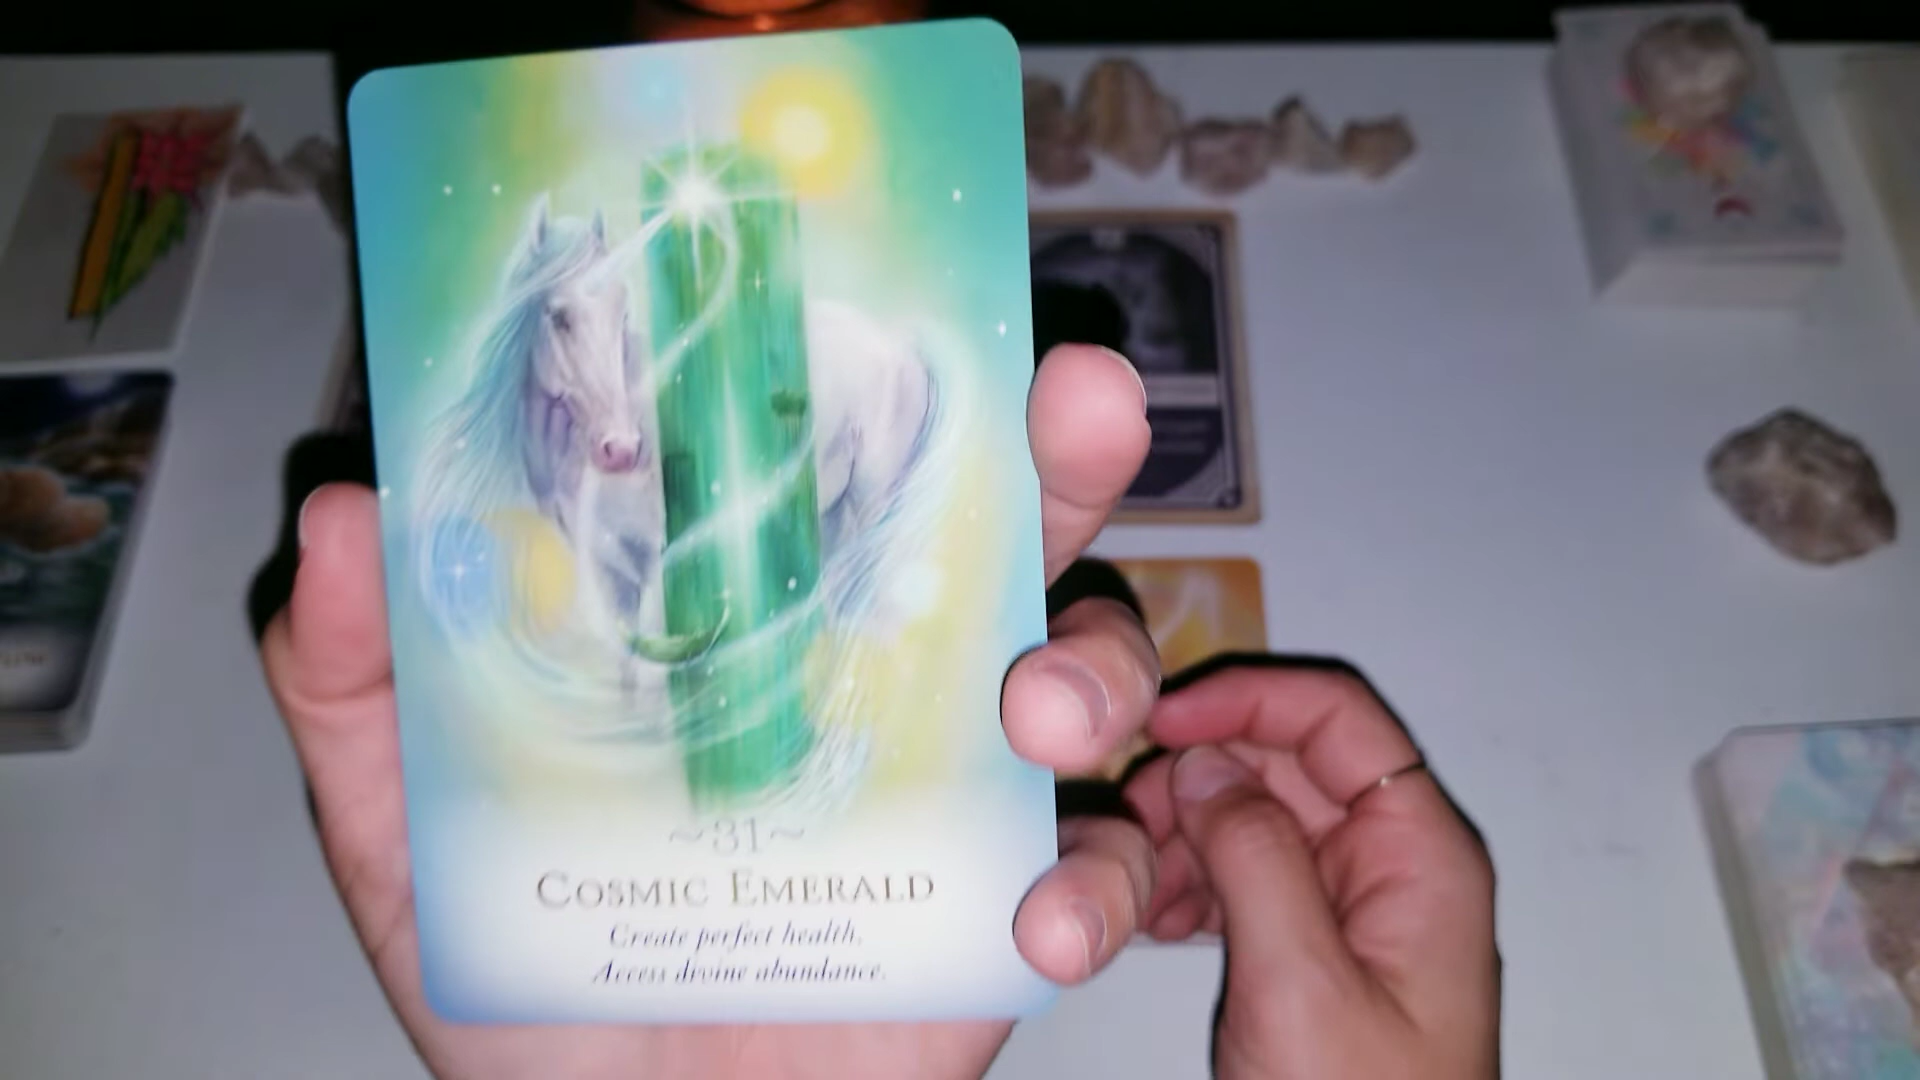 ~31~
COSMIC EMERALD
Create perfect health.
Access divine abundance.